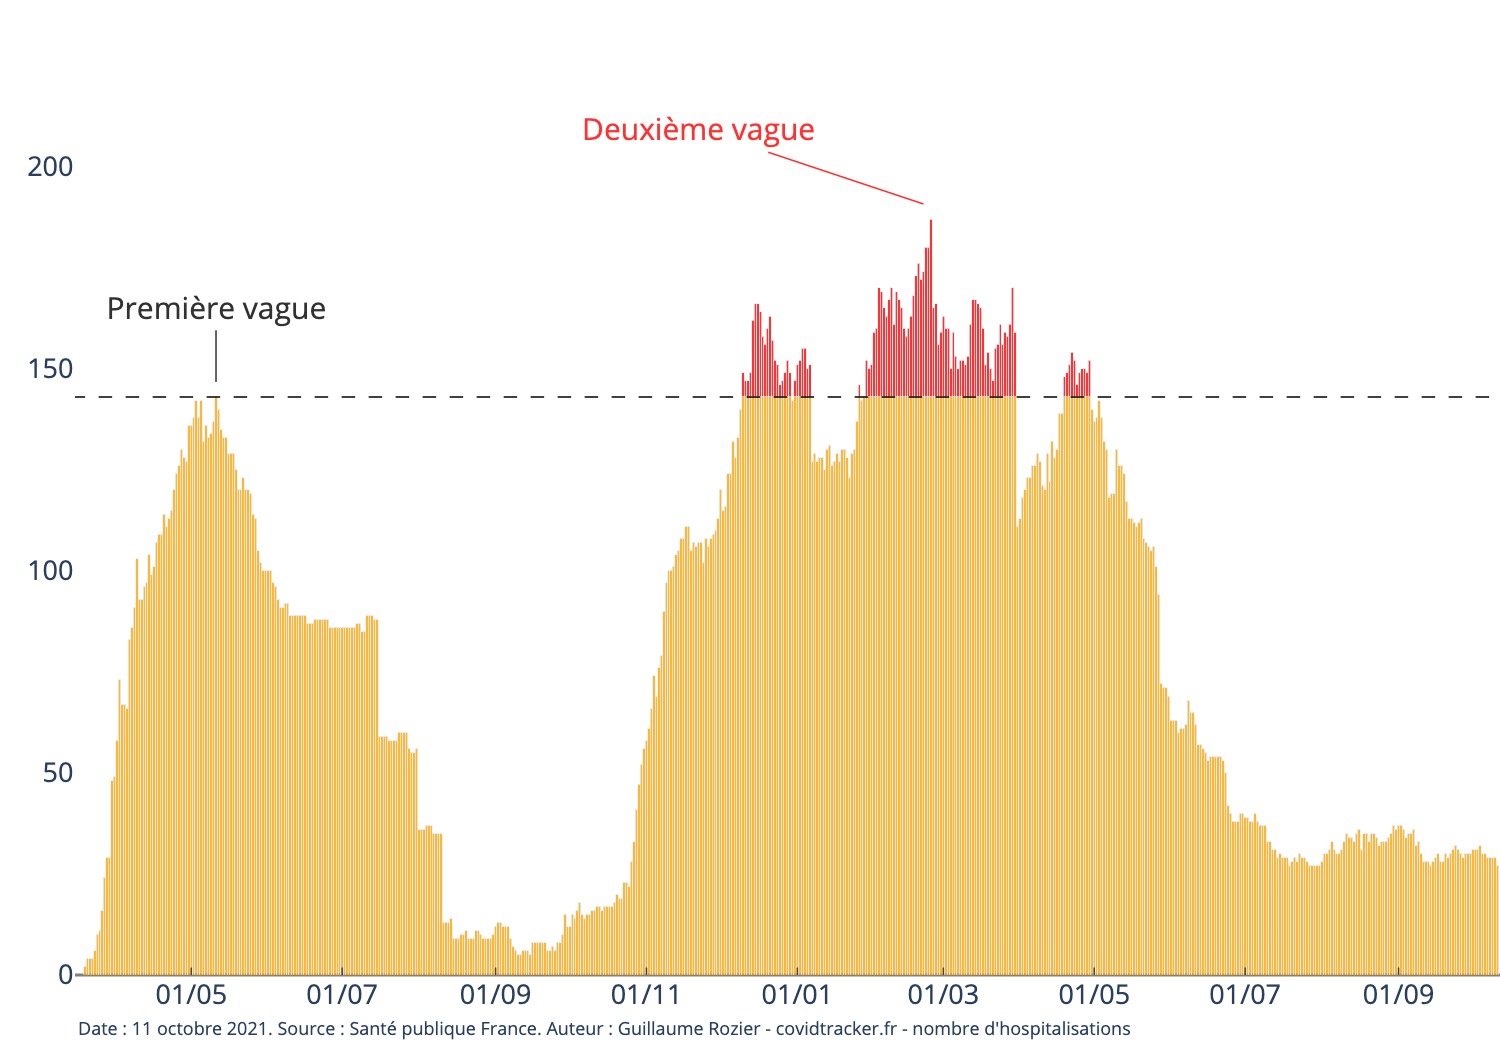 Deuxième vague
200
Première vague
150
100
50
0
01/05 01/07 01/09 01/11 01/01 01/03 01/05 01/07 01/09
Date : 11 octobre 2021. Source : Santé publique France. Auteur : Guillaume Rozier - covidtracker.fr - nombre d'hospitalisations